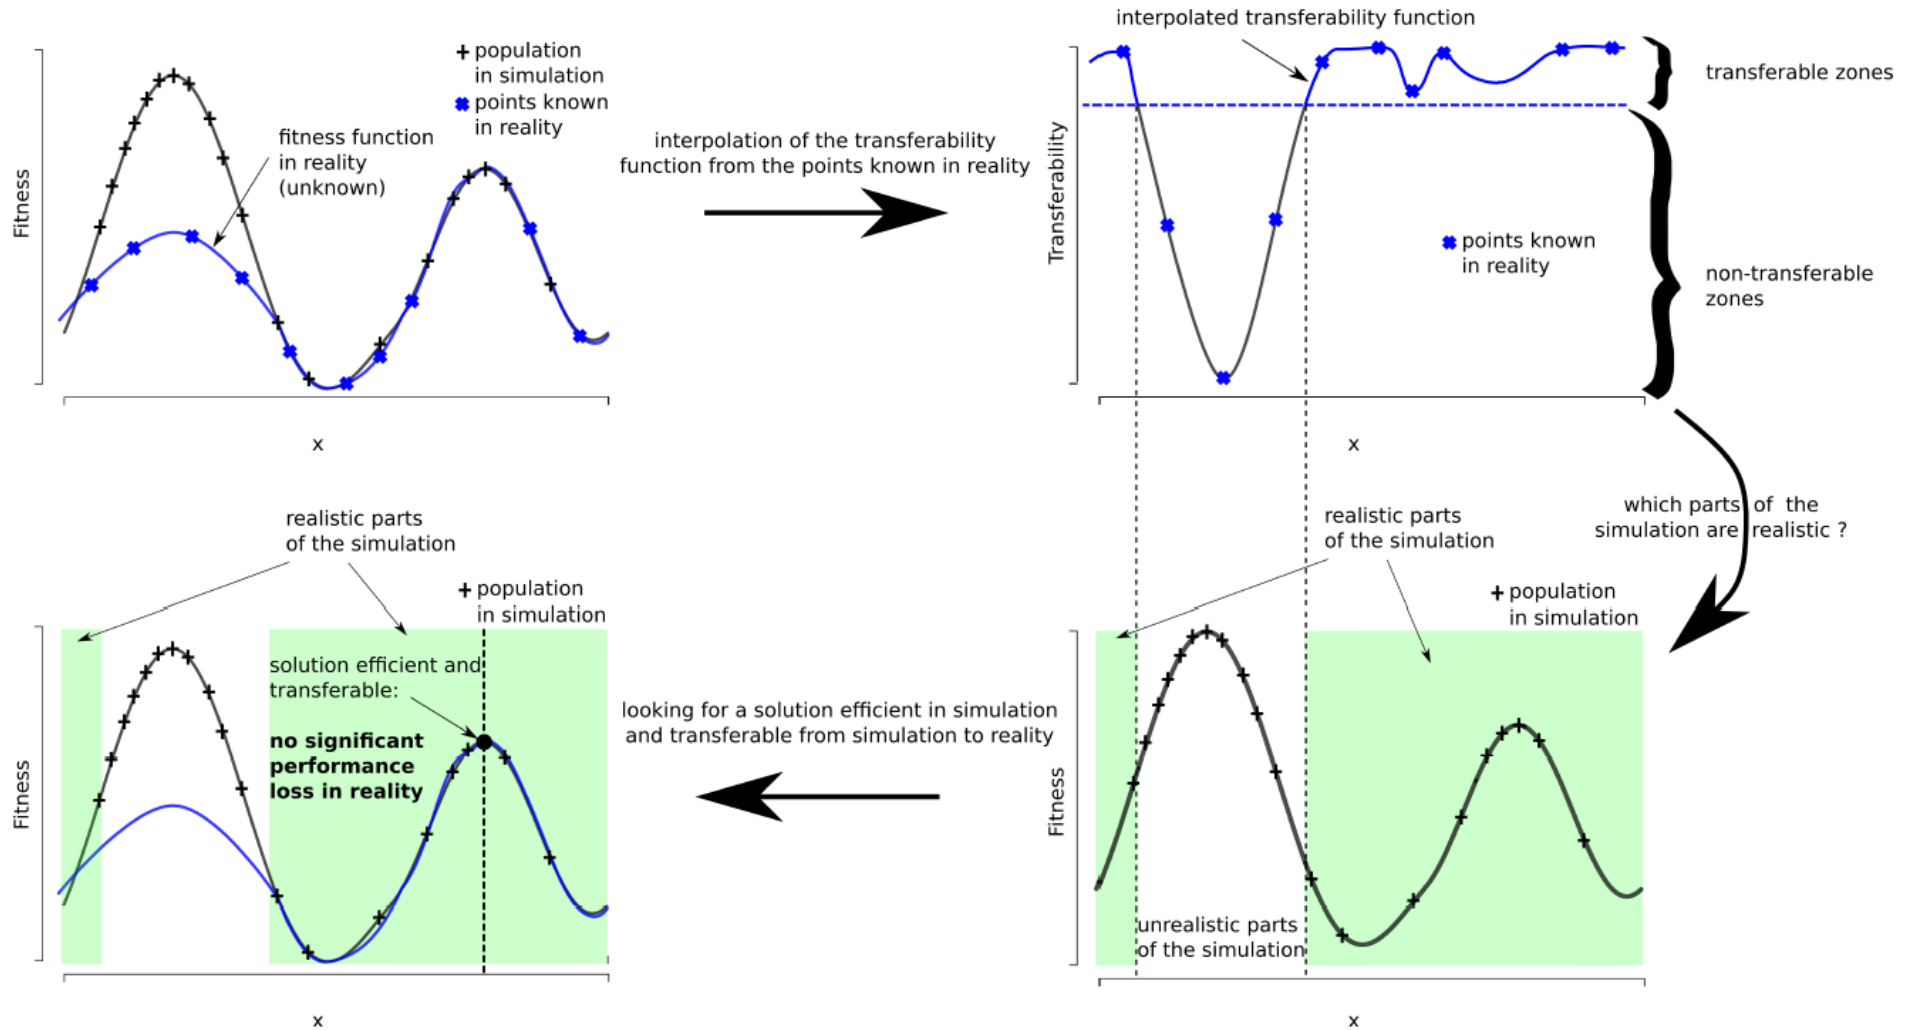 + population
in simulation
points known
in reality
fitness function
in reality
(unknown)
Fitness
x
interpolation of the transferability
function from the points known in reality
interpolated transferability function
Transferability
points known
in reality
x
transferable zones
non-transferable
zones
which parts of the
simulation are realistic ?
realistic parts
of the simulation
+ population
in simulation
unrealistic parts
of the simulation
Fitness
x
looking for a solution efficient in simulation
and transferable from simulation to reality
realistic parts
of the simulation
+ population
in simulation
solution efficient and
transferable:
no significant
performance
loss in reality
Fitness
x